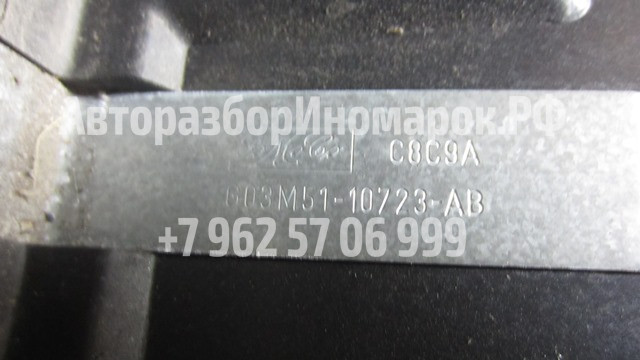 АвторазборИномарок.РФ
C8C9A
603M51-10723-AB
+7 962 57 06 999